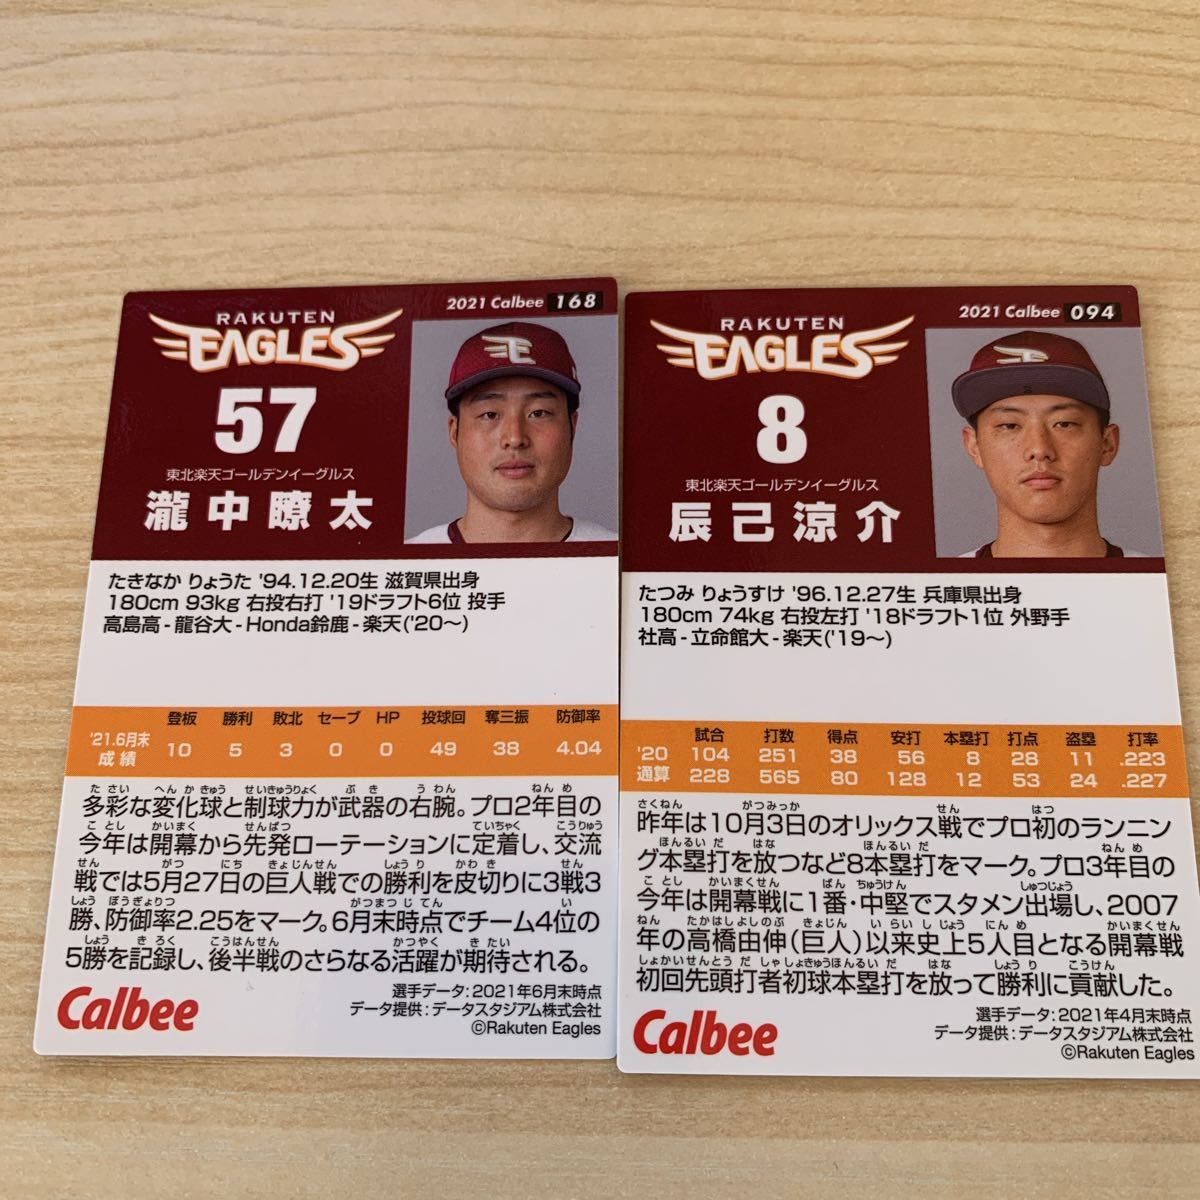 2021 Calbee 168
RAKUTEN
EAGLES
57
東北楽天ゴールデンイーグルス
瀧中瞭太
たきなか りょうた '94.12.20生 滋賀県出身
180cm 93kg 右投右打 '19ドラフト6位 投手
高島高-龍谷大-Honda鈴鹿-楽天('20～)
登板 勝利 敗北 セーブ HP 投球回 奪三振 防御率
'21.6月末
成績 10 5 3 0 0 49 38 4.04
多彩な変化球と制球力が武器の右腕。プロ2年目の
今年は開幕から先発ローテーションに定着し、交流
戦では5月27日の巨人戦での勝利を皮切りに3戦3
勝、防御率2.25をマーク。6月末時点でチーム4位の
5勝を記録し、後半戦のさらなる活躍が期待される。
Calbee
選手データ:2021年6月末時点
データ提供:データスタジアム株式会社
©Rakuten Eagles
2021 Calbee 094
RAKUTEN
EAGLES
8
東北楽天ゴールデンイーグルス
辰己涼介
たつみ りょうすけ '96.12.27生 兵庫県出身
180cm 74kg 右投左打 '18ドラフト1位 外野手
社高-立命館大-楽天('19～)
試合 打数 得点 安打 本塁打 打点 盗塁 打率
'20 104 251 38 56 8 28 11 .223
通算 228 565 80 128 12 53 24 .227
昨年は10月3日のオリックス戦でプロ初のランニン
グ本塁打を放つなど8本塁打をマーク。プロ3年目の
今年は開幕戦に1番・中堅でスタメン出場し、2007
年の高橋由伸(巨人)以来史上5人目となる開幕戦
初回先頭打者初球本塁打を放って勝利に貢献した。
Calbee
選手データ:2021年4月末時点
データ提供:データスタジアム株式会社
©Rakuten Eagles